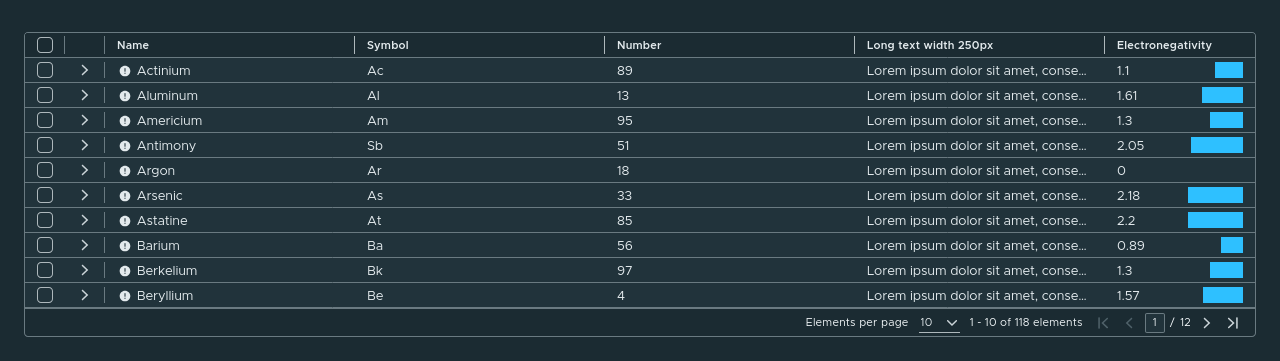 Name Symbol Number Long text width 250px Electronegativity
Actinium Ac 89 Lorem ipsum dolor sit amet, conse... 1.1
Aluminum Al 13 Lorem ipsum dolor sit amet, conse... 1.61
Americium Am 95 Lorem ipsum dolor sit amet, conse... 1.3
Antimony Sb 51 Lorem ipsum dolor sit amet, conse... 2.05
Argon Ar 18 Lorem ipsum dolor sit amet, conse... 0
Arsenic As 33 Lorem ipsum dolor sit amet, conse... 2.18
Astatine At 85 Lorem ipsum dolor sit amet, conse... 2.2
Barium Ba 56 Lorem ipsum dolor sit amet, conse... 0.89
Berkelium Bk 97 Lorem ipsum dolor sit amet, conse... 1.3
Beryllium Be 4 Lorem ipsum dolor sit amet, conse... 1.57
Elements per page 10 1 - 10 of 118 elements 1 / 12